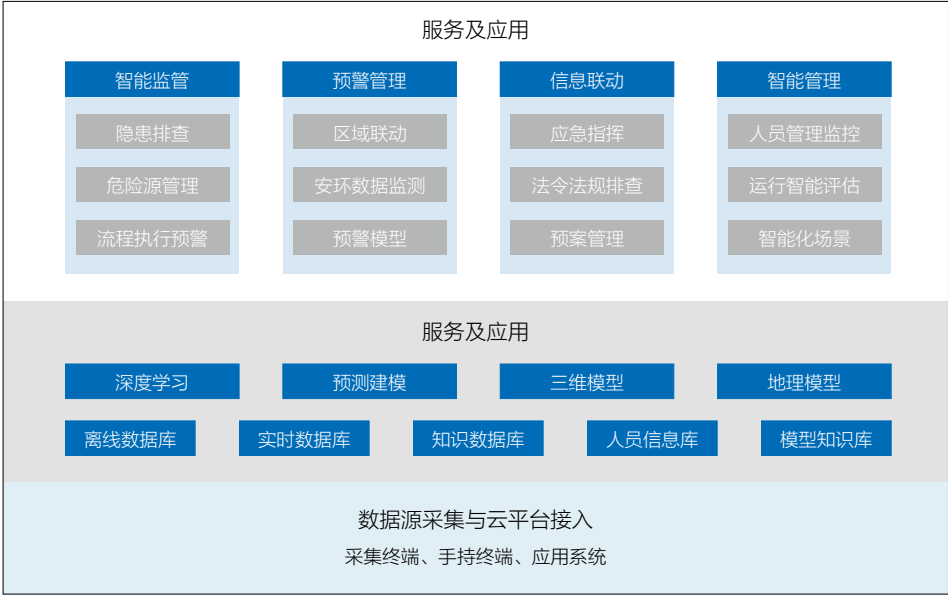 服务及应用
智能监管 预警管理 信息联动 智能管理
隐患排查 区域联动 应急指挥 人员管理监控
危险源管理 安环数据监测 法令法规排查 运行智能评估
流程执行预警 预警模型 预案管理 智能化场景
服务及应用
深度学习 预测建模 三维模型 地理模型
离线数据库 实时数据库 知识数据库 人员信息库 模型知识库
数据源采集与云平台接入
采集终端、手持终端、应用系统